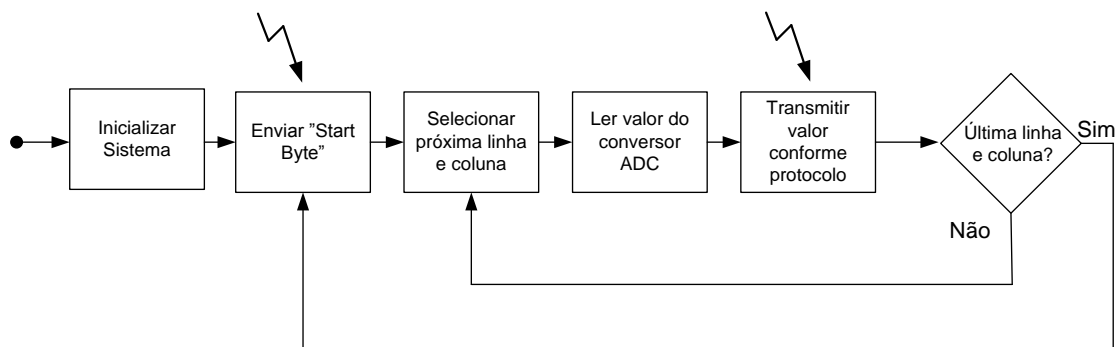 Inicializar
Sistema
Enviar ”Start
Byte”
Selecionar
próxima linha
e coluna
Ler valor do
conversor
ADC
Transmitir
valor
conforme
protocolo
Última linha
e coluna?
Sim
Não